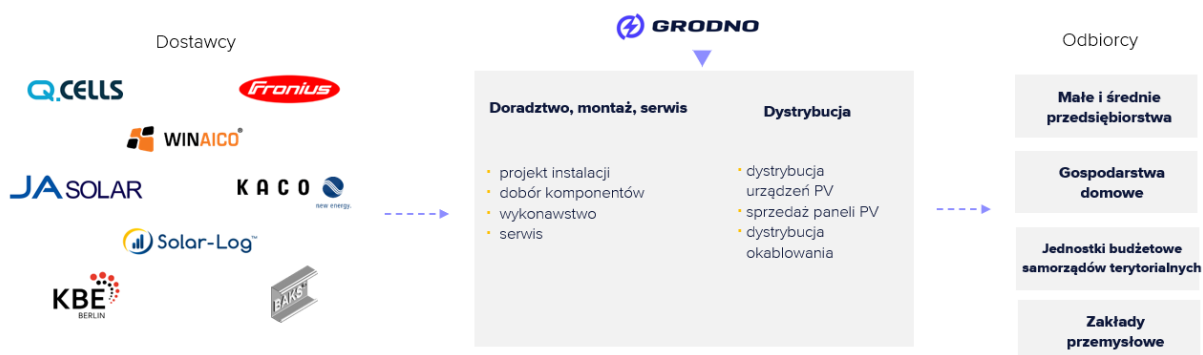 GRODNO
Dostawcy
Q.CELLS
Fronius
WINAICO®
JA SOLAR
KACO
new energy.
Solar-Log™
KBE
BERLIN
BAKS®
Doradztwo, montaż, serwis
• projekt instalacji
• dobór komponentów
• wykonawstwo
• serwis
Dystrybucja
• dystrybucja
urządzeń PV
• sprzedaż paneli PV
• dystrybucja
okablowania
Odbiorcy
Małe i średnie
przedsiębiorstwa
Gospodarstwa
domowe
Jednostki budżetowe
samorządów terytorialnych
Zakłady
przemysłowe